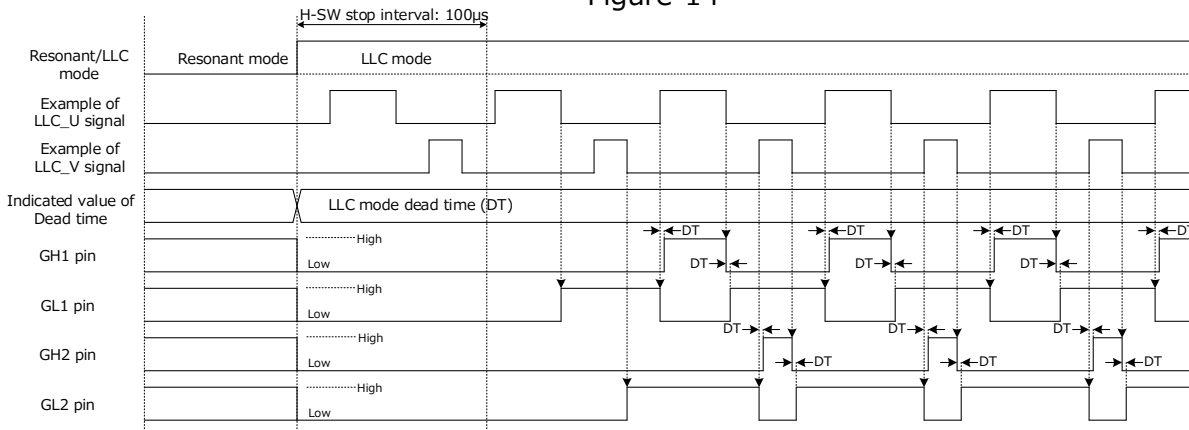 H-SW stop interval: 100μs
Resonant/LLC
mode
Resonant mode
LLC mode
Example of
LLC_U signal
Example of
LLC_V signal
Indicated value of
Dead time
LLC mode dead time (DT)
GH1 pin
High
Low
DT
DT
DT
DT
DT
DT
DT
GL1 pin
High
Low
DT
DT
DT
GH2 pin
High
Low
DT
DT
DT
GL2 pin
High
Low